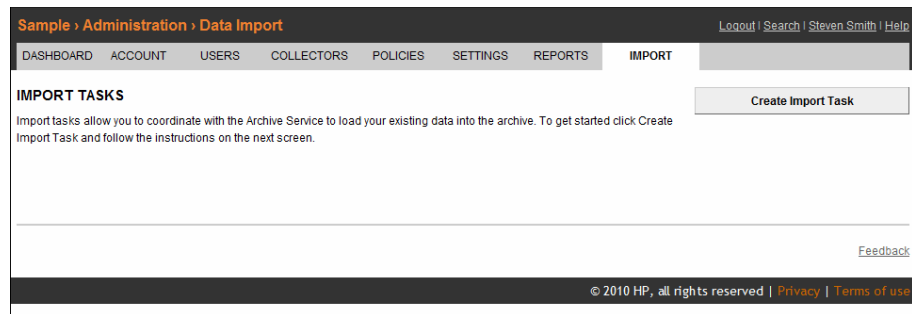 Sample › Administration › Data Import
Logout | Search | Steven Smith | Help
DASHBOARD ACCOUNT USERS COLLECTORS POLICIES SETTINGS REPORTS IMPORT
IMPORT TASKS
Create Import Task
Import tasks allow you to coordinate with the Archive Service to load your existing data into the archive. To get started click Create
Import Task and follow the instructions on the next screen.
Feedback
© 2010 HP, all rights reserved | Privacy | Terms of use